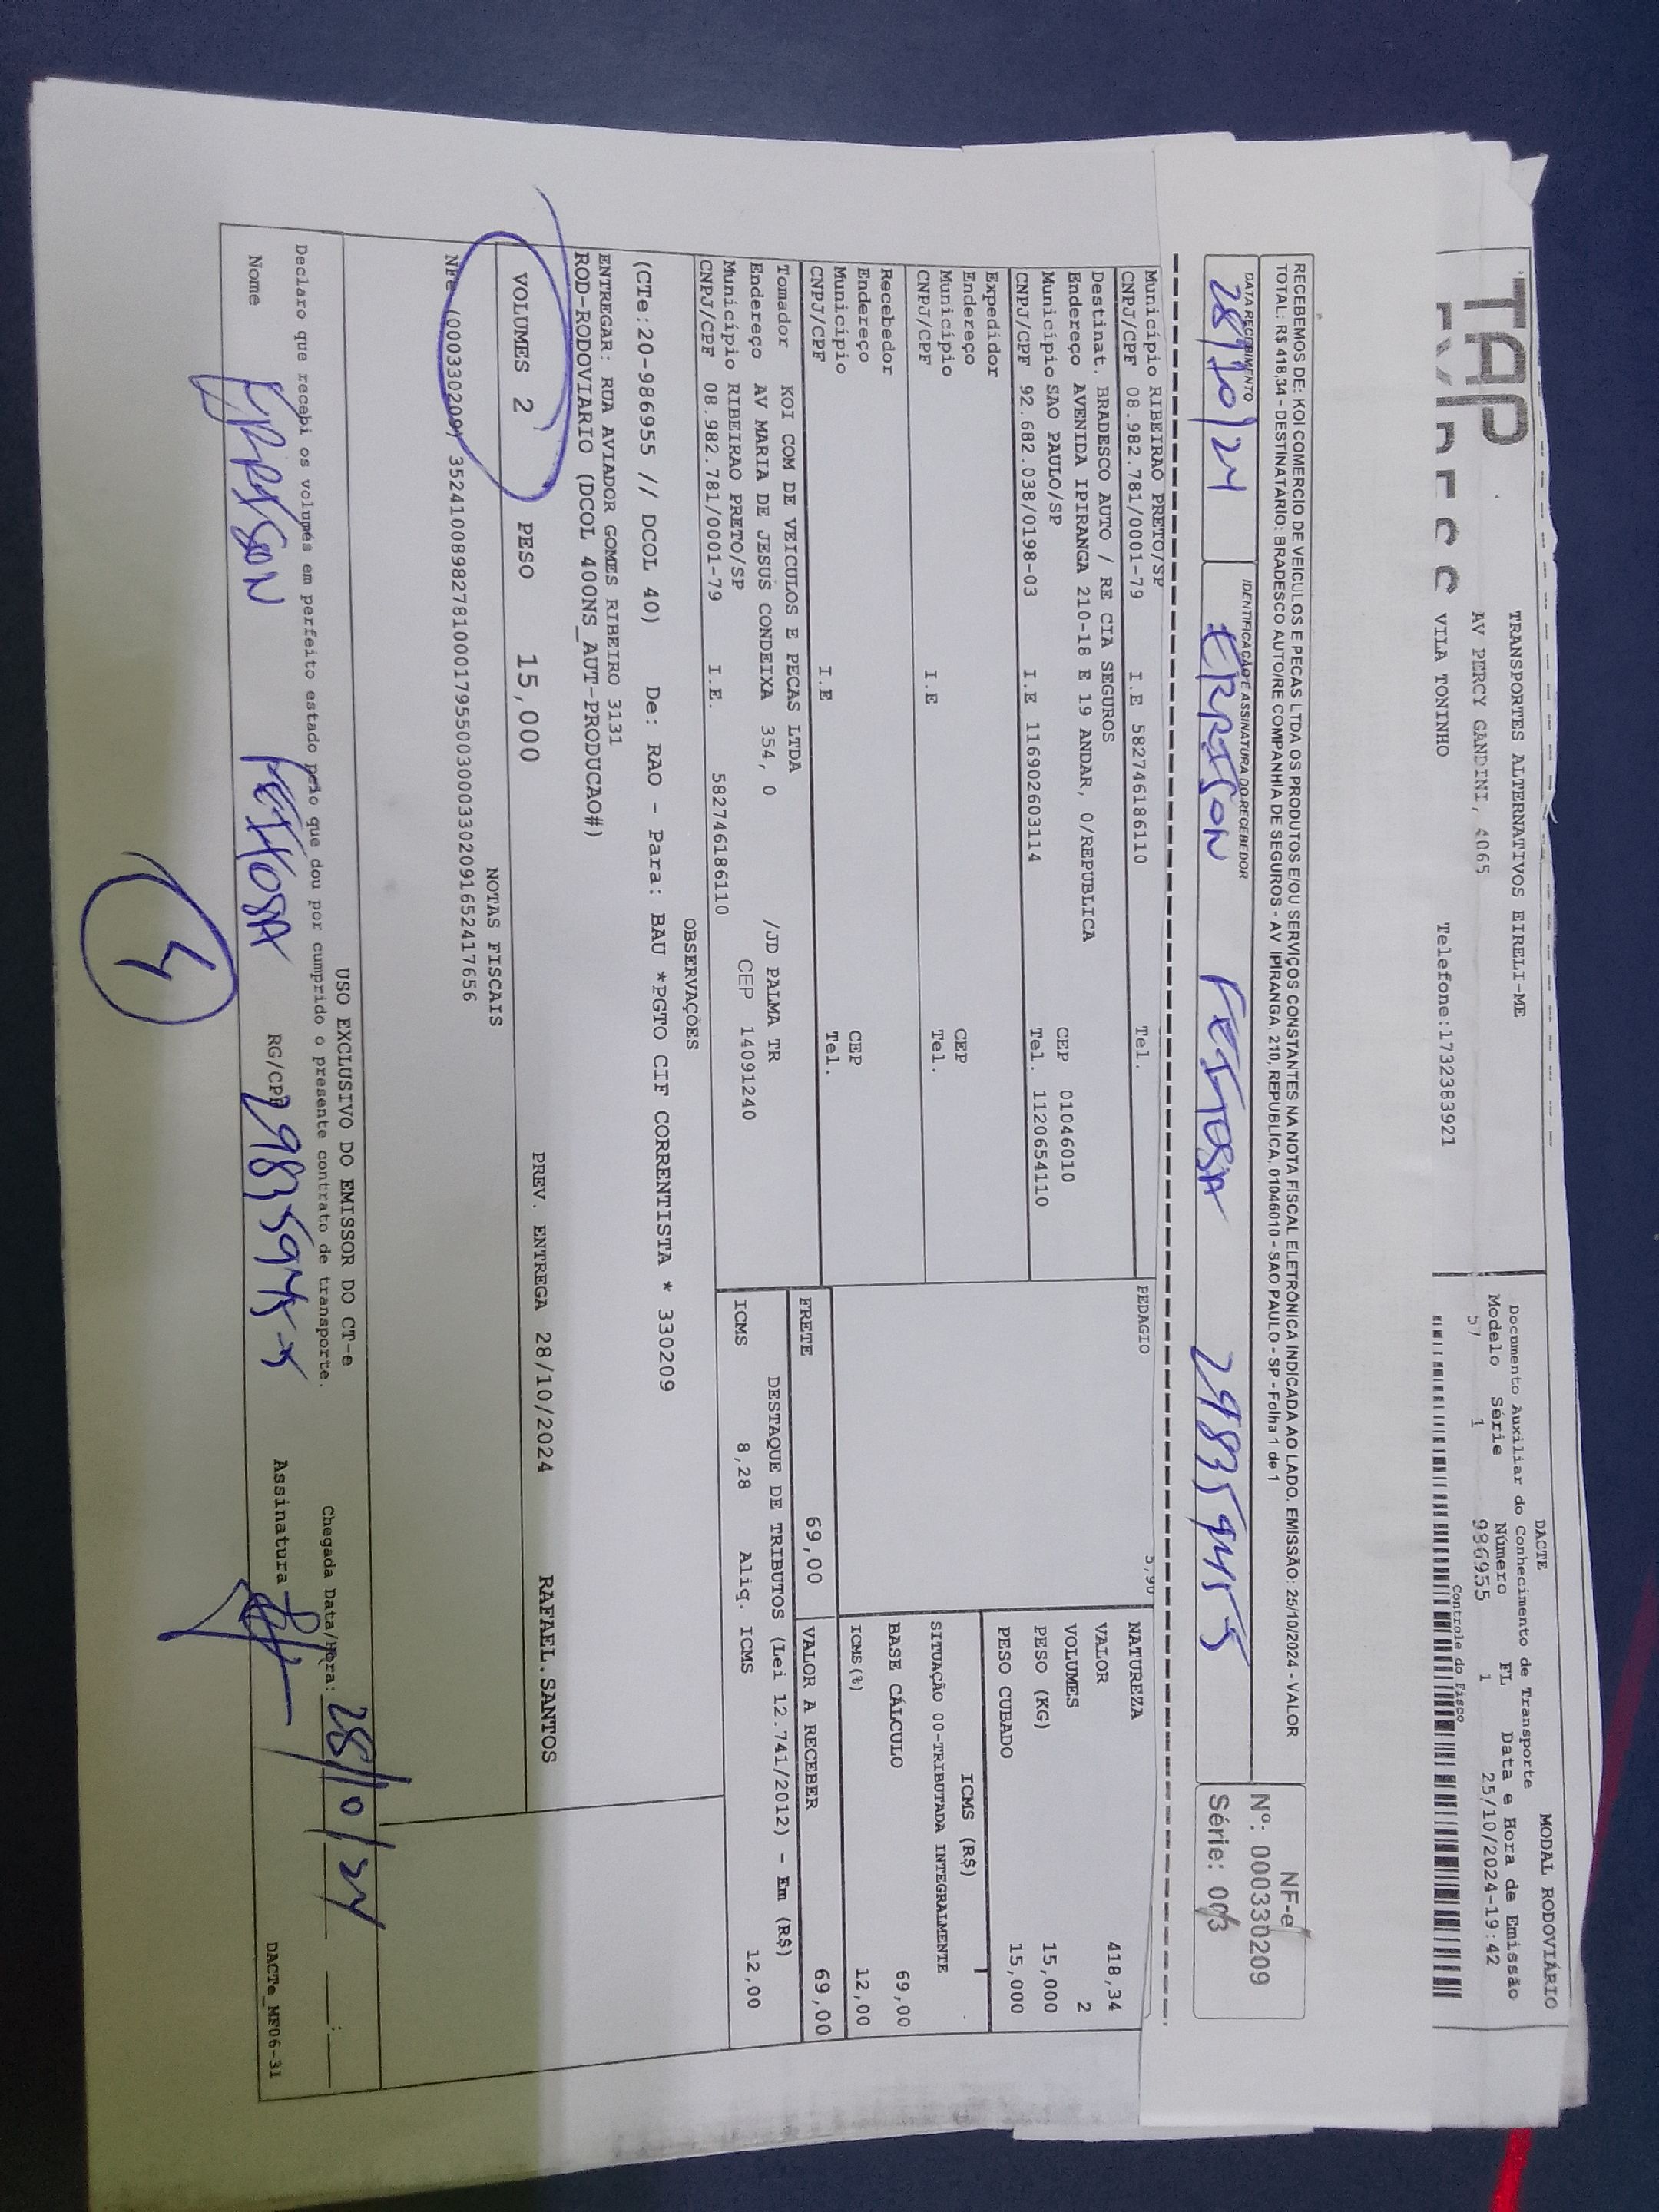 TRANSPORTES ALTERNATIVOS EIRELI-ME
AV PERCY GANDINI, 4065
VILA TONINHO
Telefone:1732383921
DACTE
MODAL RODOVIÁRIO
Documento Auxiliar do Conhecimento de Transporte
Modelo Série Número FL Data e Hora de Emissão
57 1 986955 1 25/10/2024-19:42
Controle do Fisco
RECEBEMOS DE: KOI COMERCIO DE VEICULOS E PECAS LTDA OS PRODUTOS E/OU SERVIÇOS CONSTANTES NA NOTA FISCAL ELETRÔNICA INDICADA AO LADO. EMISSÃO: 25/10/2024 - VALOR
TOTAL: R$ 418,34 - DESTINATARIO: BRADESCO AUTO/RE COMPANHIA DE SEGUROS - AV IPIRANGA, 210, REPUBLICA, 01046010 - SAO PAULO - SP - Folha 1 de 1
DATA RECEBIMENTO
28/10/24
IDENTIFICAÇÃO E ASSINATURA DO RECEBEDOR
FEITOSA
NF-e
Nº: 000330209
Série: 003
Município RIBEIRAO PRETO/SP
CNPJ/CPF 08.982.781/0001-79 I.E 582746186110 Tel.
PEDAGIO 5,90
Destinat. BRADESCO AUTO / RE CIA SEGUROS
Endereço AVENIDA IPIRANGA 210-18 E 19 ANDAR, 0/REPUBLICA
Município SAO PAULO/SP CEP 01046010
CNPJ/CPF 92.682.038/0198-03 I.E 116902603114 Tel. 1120654110
Expedidor
Endereço
Município CEP
CNPJ/CPF I.E Tel.
Recebedor
Endereço
Município CEP
CNPJ/CPF I.E Tel.
NATUREZA
VALOR 418,34
VOLUMES 2
PESO (KG) 15,000
PESO CUBADO 15,000
ICMS (R$)
SITUAÇÃO 00-TRIBUTADA INTEGRALMENTE
BASE CÁLCULO 69,00
ICMS(%) 12,00
Tomador KOI COM DE VEICULOS E PECAS LTDA
Endereço AV MARIA DE JESUS CONDEIXA 354, 0 /JD PALMA TR
Município RIBEIRAO PRETO/SP CEP 14091240
CNPJ/CPF 08.982.781/0001-79 I.E. 582746186110
FRETE 69,00 VALOR A RECEBER 69,00
DESTAQUE DE TRIBUTOS (Lei 12.741/2012) - Em (R$)
ICMS 8,28 Aliq. ICMS 12,00
OBSERVAÇÕES
(CTe:20-986955 // DCOL 40) De: RAO - Para: BAU *PGTO CIF CORRENTISTA * 330209
ENTREGAR: RUA AVIADOR GOMES RIBEIRO 3131
ROD-RODOVIARIO (DCOL 400NS_AUT-PRODUCAO#)
VOLUMES 2 PESO 15,000 PREV. ENTREGA 28/10/2024 RAFAEL.SANTOS
NOTAS FISCAIS
NFe (000330209) 35241008982781000179550030003302091652417656
USO EXCLUSIVO DO EMISSOR DO CT-e
Declaro que recebi os volumes em perfeito estado pelo que dou por cumprido o presente contrato de transporte.
Chegada Data/Hora: 28/10/24 __:__
Nome FEITOSA RG/CPF Assinatura
DACTe_MF06-31